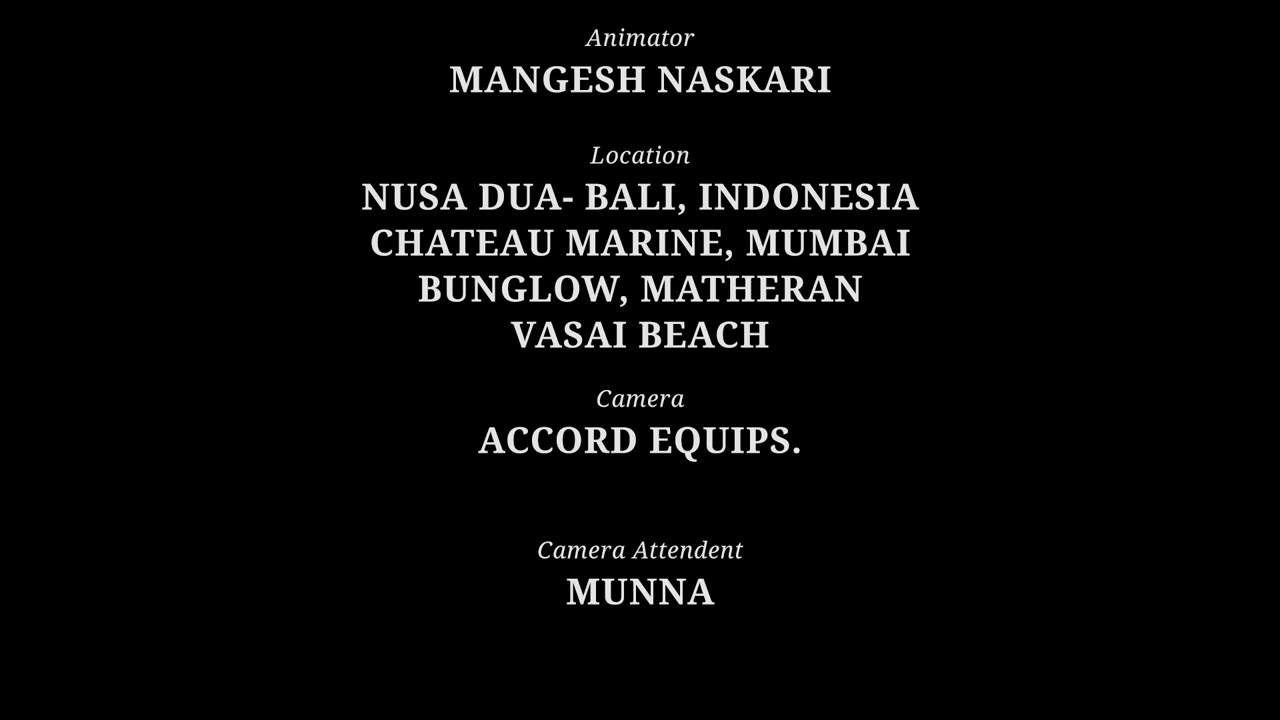 Animator
MANGESH NASKARI
Location
NUSA DUA- BALI, INDONESIA
CHATEAU MARINE, MUMBAI
BUNGLOW, MATHERAN
VASAI BEACH
Camera
ACCORD EQUIPS.
Camera Attendent
MUNNA